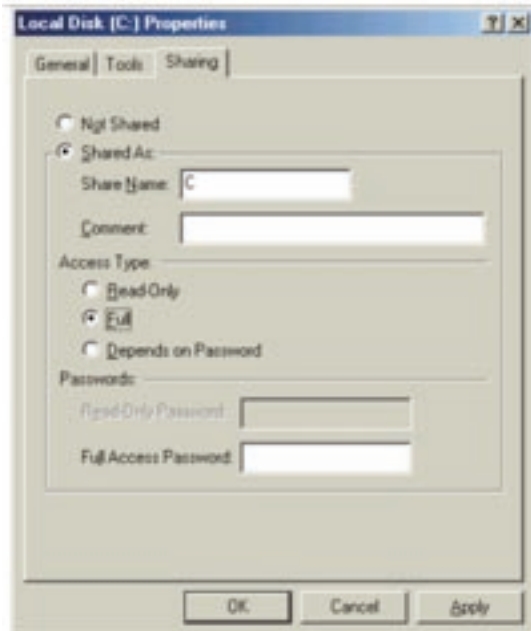 Local Disk (C:) Properties
General Tools Sharing
Not Shared
Shared As:
Share Name: C
Comment:
Access Type:
Read-Only
Full
Depends on Password
Passwords:
Read-Only Password:
Full Access Password:
OK Cancel Apply